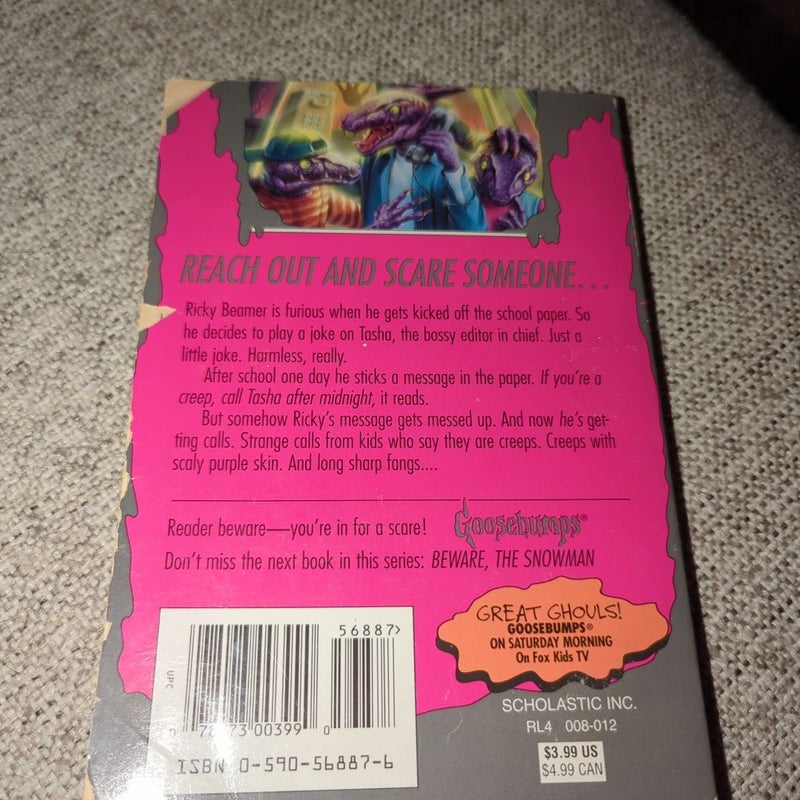 REACH OUT AND SCARE SOMEONE...
Ricky Beamer is furious when he gets kicked off the school paper. So
he decides to play a joke on Tasha, the bossy editor in chief. Just a
little joke. Harmless, really.
After school one day he sticks a message in the paper. If you're a
creep, call Tasha after midnight, it reads.
But somehow Ricky's message gets messed up. And now he's get-
ting calls. Strange calls from kids who say they are creeps. Creeps with
scaly purple skin. And long sharp fangs....
Reader beware—you're in for a scare! Goosebumps®
Don't miss the next book in this series: BEWARE, THE SNOWMAN
GREAT GHOULS!
GOOSEBUMPS®
ON SATURDAY MORNING
On Fox Kids TV
56887>
UPC
00399 0
ISBN 0-590-56887-6
SCHOLASTIC INC.
RL4 008-012
$3.99 US
$4.99 CAN